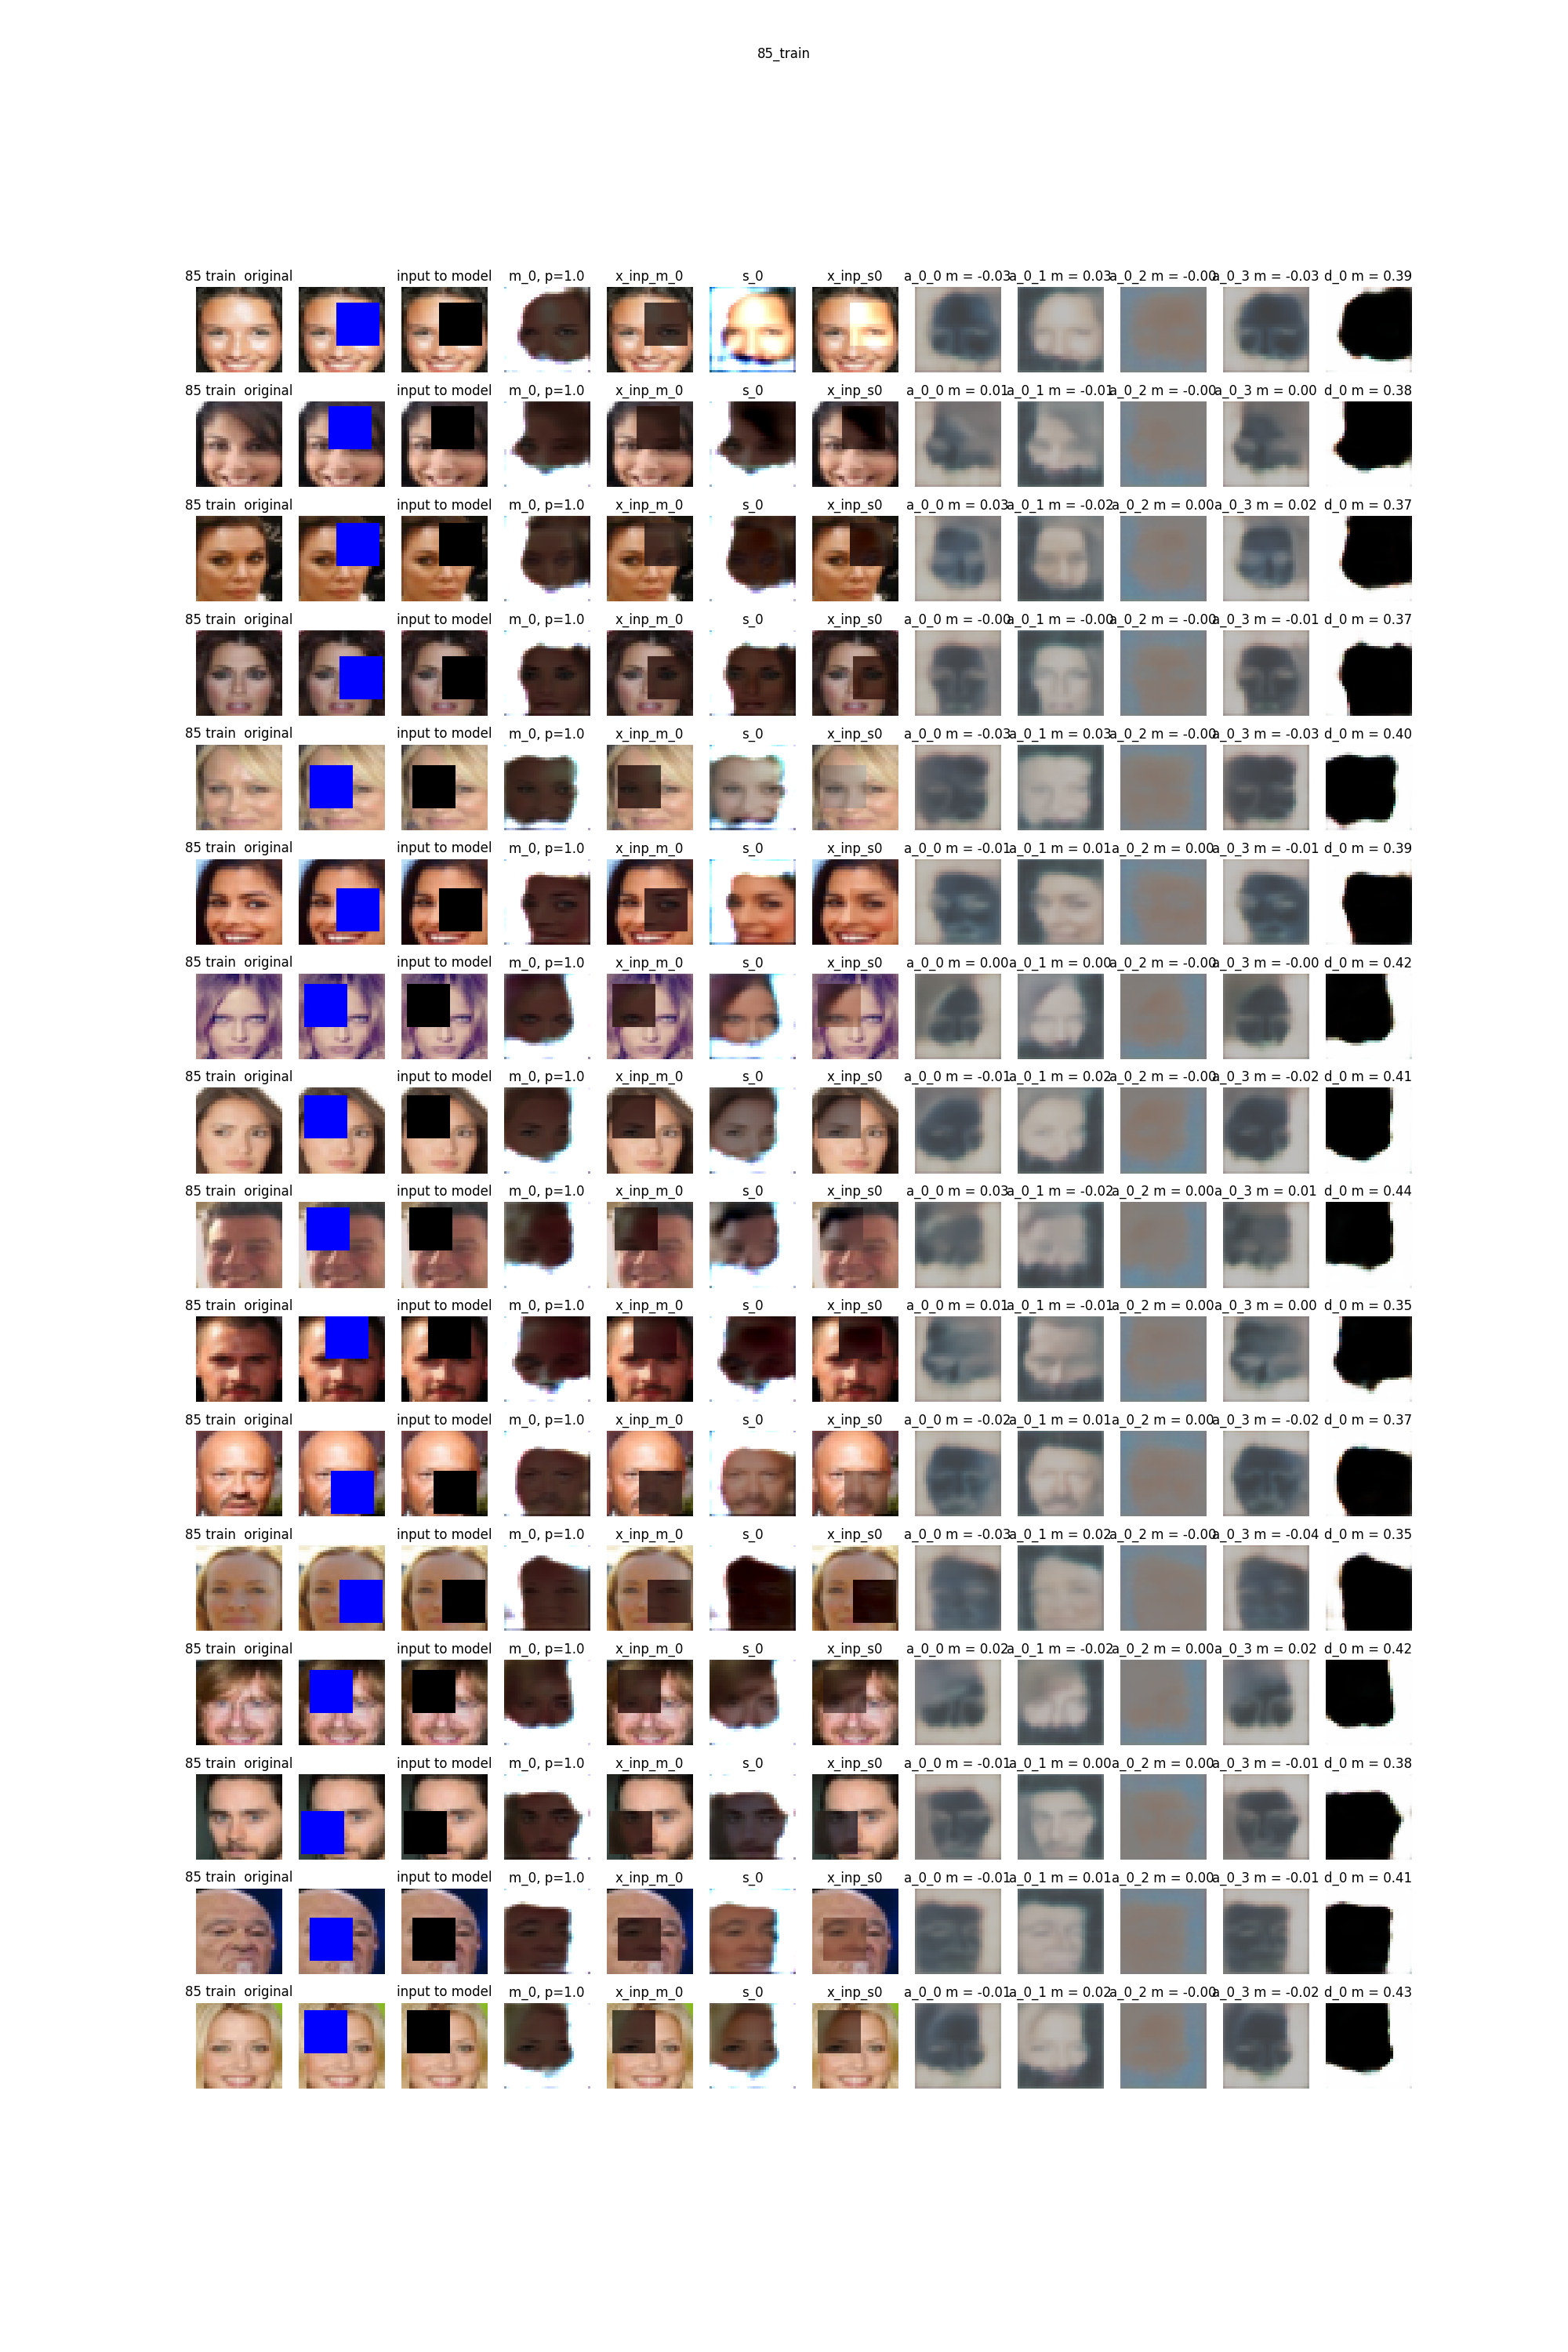 85_train
85 train original input to model m_0, p=1.0 x_inp_m_0 s_0 x_inp_s0 a_0_0 m = -0.03 a_0_1 m = 0.03 a_0_2 m = -0.00 a_0_3 m = -0.03 d_0 m = 0.39
85 train original input to model m_0, p=1.0 x_inp_m_0 s_0 x_inp_s0 a_0_0 m = 0.01 a_0_1 m = -0.01 a_0_2 m = -0.00 a_0_3 m = 0.00 d_0 m = 0.38
85 train original input to model m_0, p=1.0 x_inp_m_0 s_0 x_inp_s0 a_0_0 m = 0.03 a_0_1 m = -0.02 a_0_2 m = 0.00 a_0_3 m = 0.02 d_0 m = 0.37
85 train original input to model m_0, p=1.0 x_inp_m_0 s_0 x_inp_s0 a_0_0 m = -0.00 a_0_1 m = -0.00 a_0_2 m = -0.00 a_0_3 m = -0.01 d_0 m = 0.37
85 train original input to model m_0, p=1.0 x_inp_m_0 s_0 x_inp_s0 a_0_0 m = -0.03 a_0_1 m = 0.03 a_0_2 m = -0.00 a_0_3 m = -0.03 d_0 m = 0.40
85 train original input to model m_0, p=1.0 x_inp_m_0 s_0 x_inp_s0 a_0_0 m = -0.01 a_0_1 m = 0.01 a_0_2 m = 0.00 a_0_3 m = -0.01 d_0 m = 0.39
85 train original input to model m_0, p=1.0 x_inp_m_0 s_0 x_inp_s0 a_0_0 m = 0.00 a_0_1 m = 0.00 a_0_2 m = -0.00 a_0_3 m = -0.00 d_0 m = 0.42
85 train original input to model m_0, p=1.0 x_inp_m_0 s_0 x_inp_s0 a_0_0 m = -0.01 a_0_1 m = 0.02 a_0_2 m = -0.00 a_0_3 m = -0.02 d_0 m = 0.41
85 train original input to model m_0, p=1.0 x_inp_m_0 s_0 x_inp_s0 a_0_0 m = 0.03 a_0_1 m = -0.02 a_0_2 m = 0.00 a_0_3 m = 0.01 d_0 m = 0.44
85 train original input to model m_0, p=1.0 x_inp_m_0 s_0 x_inp_s0 a_0_0 m = 0.01 a_0_1 m = -0.01 a_0_2 m = 0.00 a_0_3 m = 0.00 d_0 m = 0.35
85 train original input to model m_0, p=1.0 x_inp_m_0 s_0 x_inp_s0 a_0_0 m = -0.02 a_0_1 m = 0.01 a_0_2 m = 0.00 a_0_3 m = -0.02 d_0 m = 0.37
85 train original input to model m_0, p=1.0 x_inp_m_0 s_0 x_inp_s0 a_0_0 m = -0.03 a_0_1 m = 0.02 a_0_2 m = -0.00 a_0_3 m = -0.04 d_0 m = 0.35
85 train original input to model m_0, p=1.0 x_inp_m_0 s_0 x_inp_s0 a_0_0 m = 0.02 a_0_1 m = -0.02 a_0_2 m = 0.00 a_0_3 m = 0.02 d_0 m = 0.42
85 train original input to model m_0, p=1.0 x_inp_m_0 s_0 x_inp_s0 a_0_0 m = -0.01 a_0_1 m = 0.00 a_0_2 m = 0.00 a_0_3 m = -0.01 d_0 m = 0.38
85 train original input to model m_0, p=1.0 x_inp_m_0 s_0 x_inp_s0 a_0_0 m = -0.01 a_0_1 m = 0.01 a_0_2 m = -0.00 a_0_3 m = -0.01 d_0 m = 0.41
85 train original input to model m_0, p=1.0 x_inp_m_0 s_0 x_inp_s0 a_0_0 m = -0.01 a_0_1 m = 0.02 a_0_2 m = -0.00 a_0_3 m = -0.02 d_0 m = 0.43